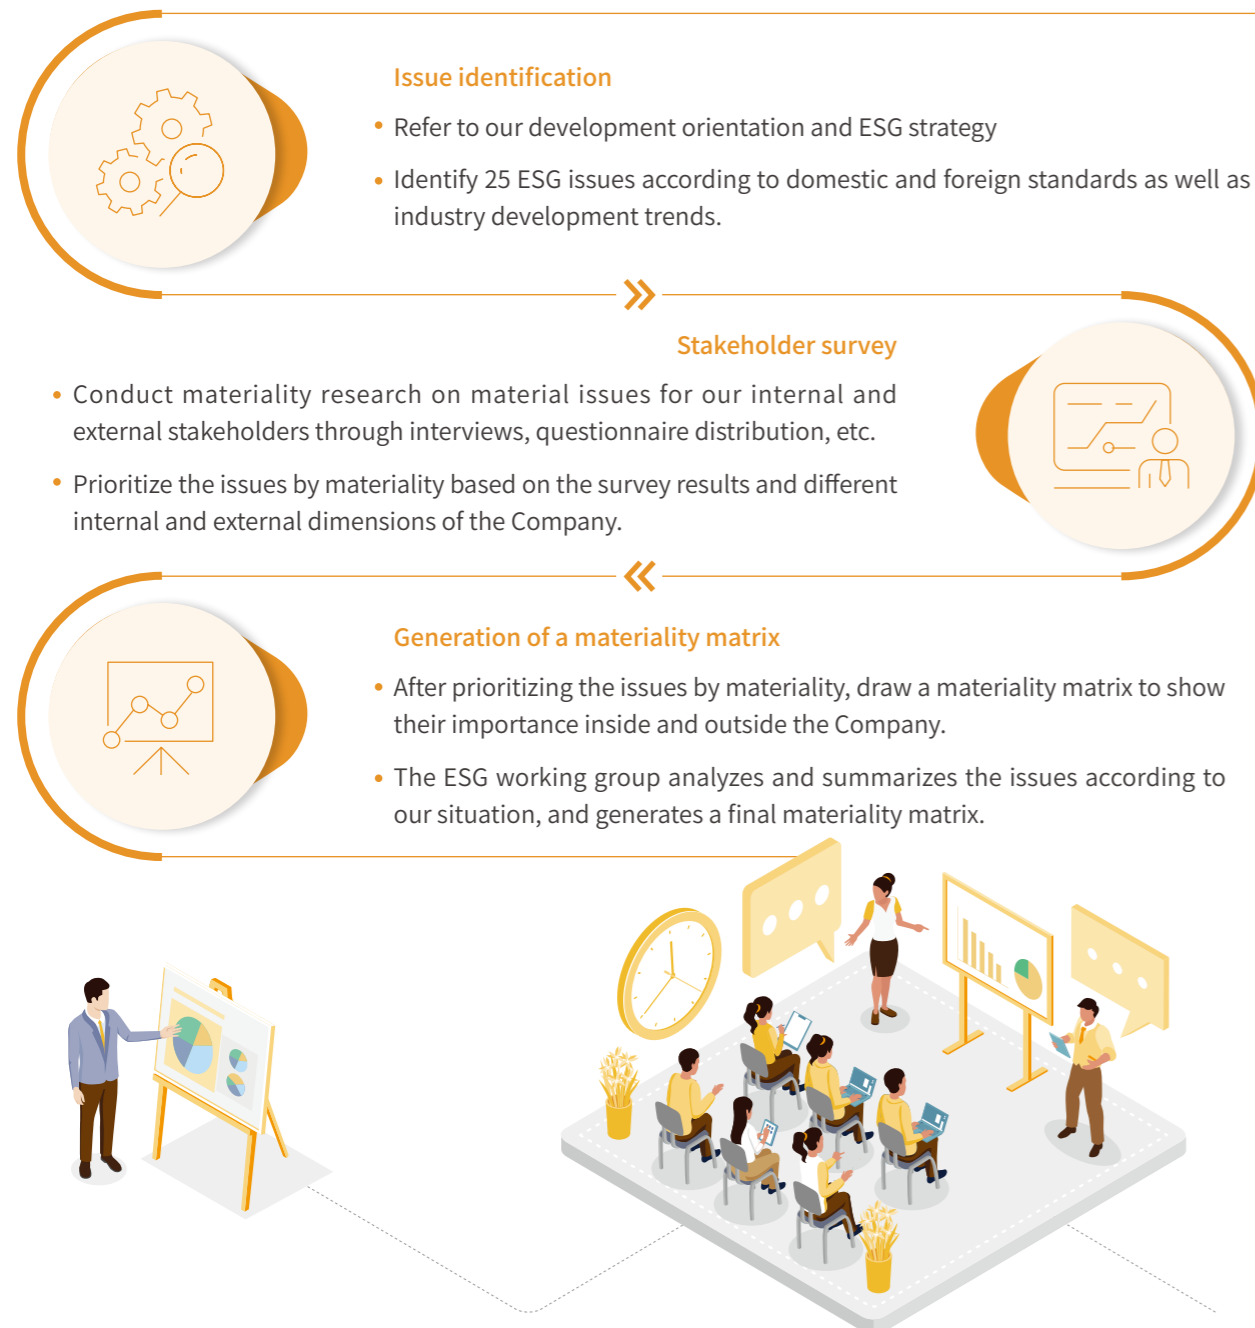 Issue identification
• Refer to our development orientation and ESG strategy
• Identify 25 ESG issues according to domestic and foreign standards as well as
industry development trends.
Stakeholder survey
• Conduct materiality research on material issues for our internal and
external stakeholders through interviews, questionnaire distribution, etc.
• Prioritize the issues by materiality based on the survey results and different
internal and external dimensions of the Company.
Generation of a materiality matrix
• After prioritizing the issues by materiality, draw a materiality matrix to show
their importance inside and outside the Company.
• The ESG working group analyzes and summarizes the issues according to
our situation, and generates a final materiality matrix.